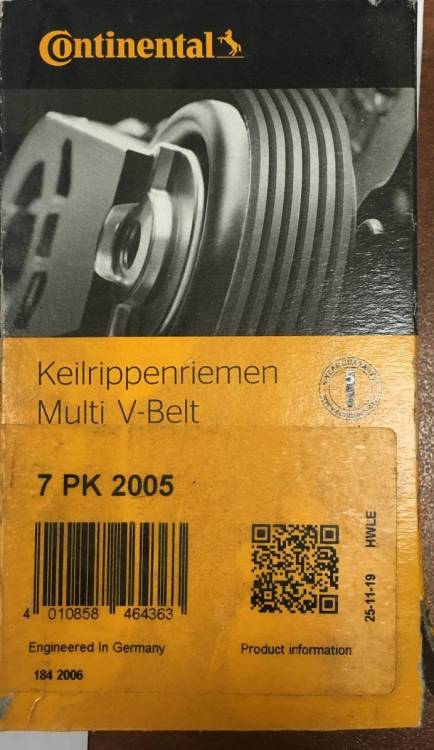 Continental
Keilrippenriemen
Multi V-Belt
5
7 PK 2005
4 010858 464363
HWLE
25-11-19
Engineered In Germany
Product information
184 2006